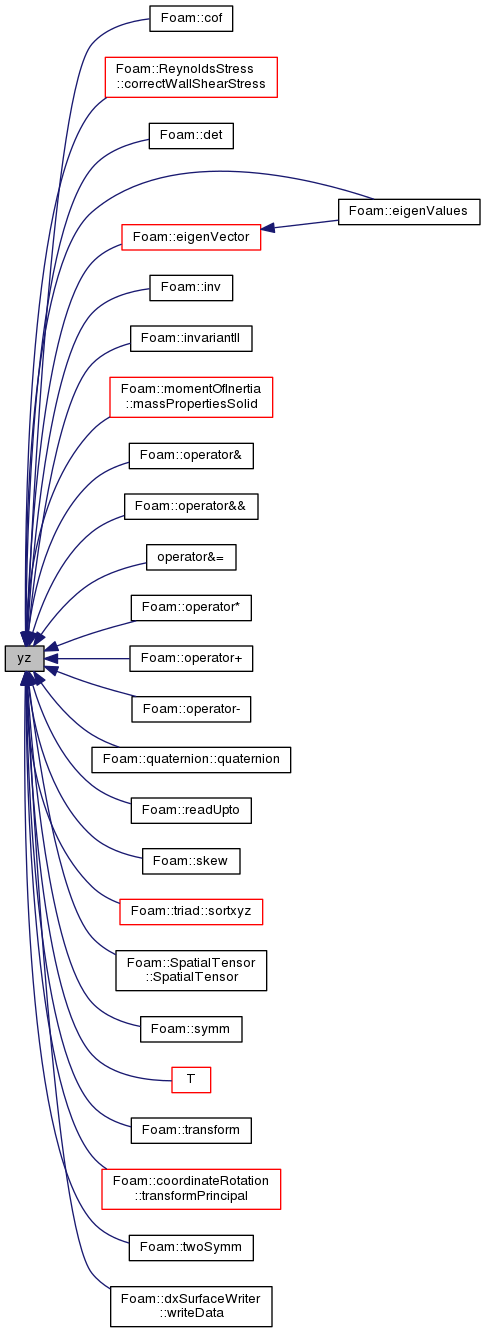 Foam::cof
Foam::ReynoldsStress
::correctWallShearStress
Foam::det
Foam::eigenValues
Foam::eigenVector
Foam::inv
Foam::invariantII
Foam::momentOfInertia
::massPropertiesSolid
Foam::operator&
Foam::operator&&
operator&=
Foam::operator*
yz
Foam::operator+
Foam::operator-
Foam::quaternion::quaternion
Foam::readUpto
Foam::skew
Foam::triad::sortxyz
Foam::SpatialTensor
::SpatialTensor
Foam::symm
T
Foam::transform
Foam::coordinateRotation
::transformPrincipal
Foam::twoSymm
Foam::dxSurfaceWriter
::writeData